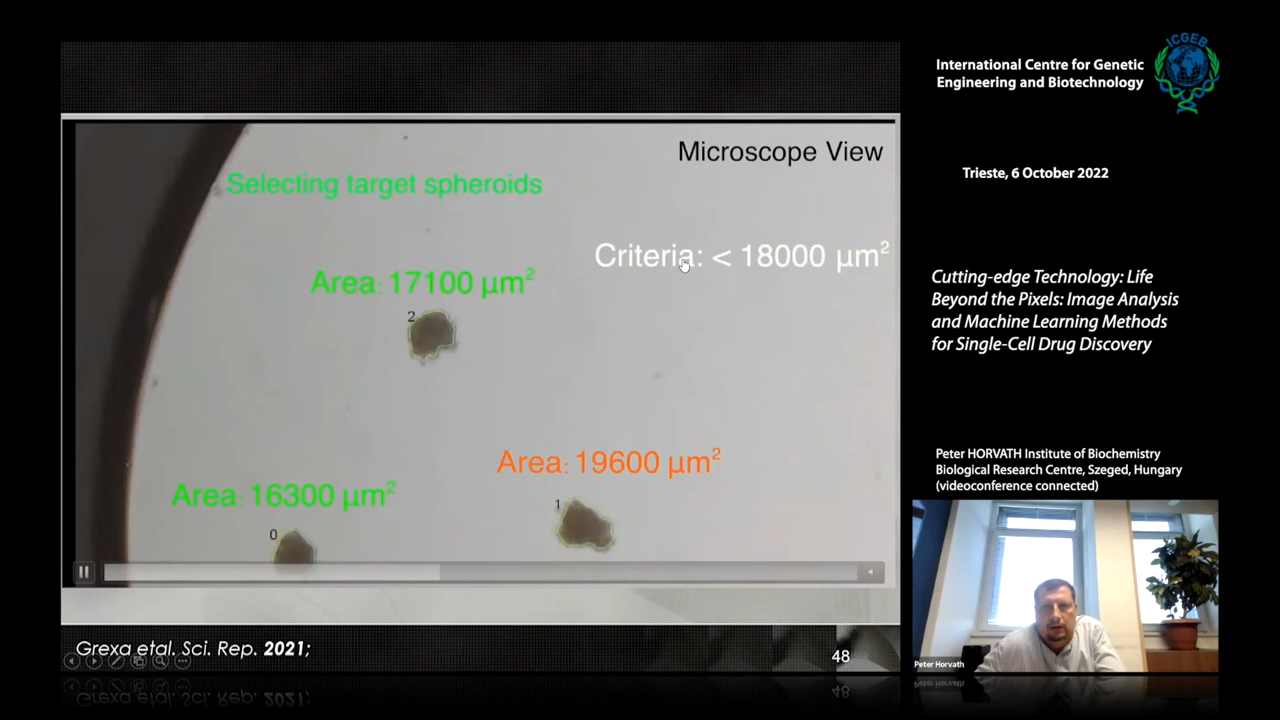 Microscope View
Selecting target spheroids
Criteria: < 18000 µm²
Area: 17100 µm²
2
Area: 19600 µm²
1
Area: 16300 µm²
0
Grexa etal. Sci. Rep. 2021;
48
International Centre for Genetic
Engineering and Biotechnology
ICGEB
Trieste, 6 October 2022
Cutting-edge Technology: Life
Beyond the Pixels: Image Analysis
and Machine Learning Methods
for Single-Cell Drug Discovery
Peter HORVATH Institute of Biochemistry
Biological Research Centre, Szeged, Hungary
(videoconference connected)
Peter Horvath